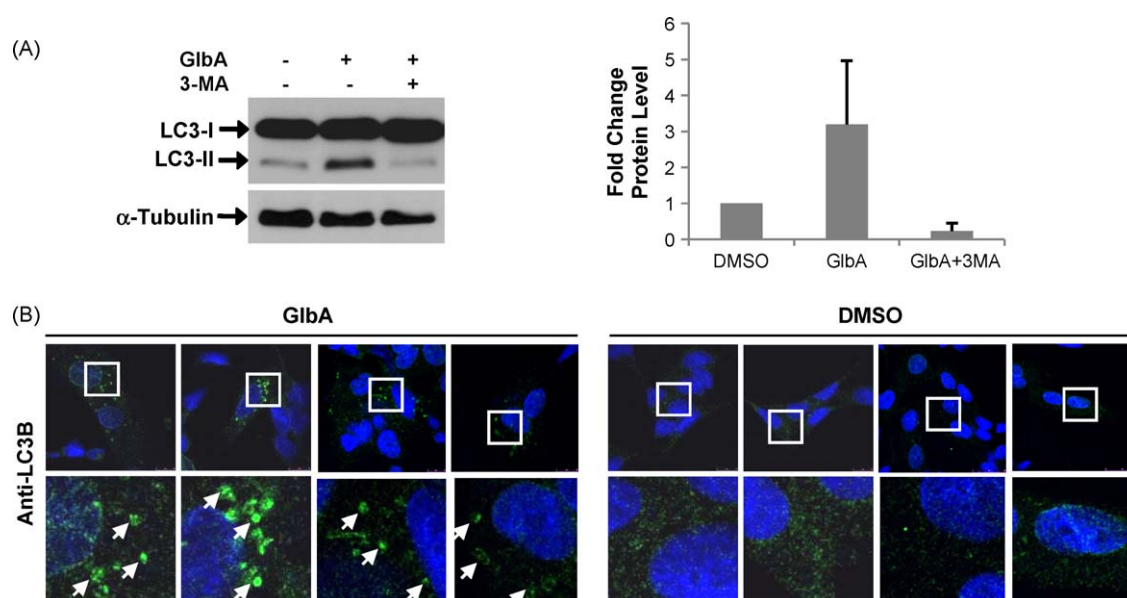 (A)
GlbA - + +
3-MA - - +
LC3-I
LC3-II
α-Tubulin
Fold Change
Protein Level
6
5
4
3
2
1
0
DMSO GlbA GlbA+3MA
(B)
GlbA DMSO
Anti-LC3B